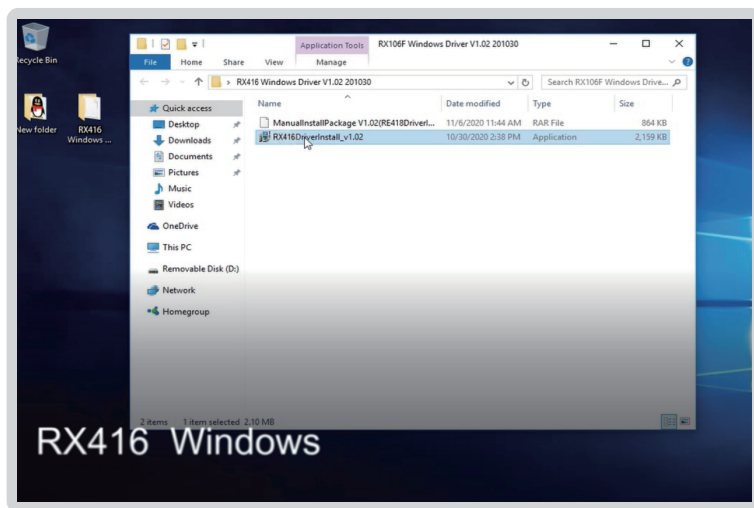 Recycle Bin
New folder
RX416
Windows ...
Application Tools
RX106F Windows Driver V1.02 201030
File
Home
Share
View
Manage
RX416 Windows Driver V1.02 201030
Search RX106F Windows Drive...
Quick access
Desktop
Downloads
Documents
Pictures
Music
Videos
OneDrive
This PC
Removable Disk (D:)
Network
Homegroup
Name Date modified Type Size
ManualInstallPackage V1.02(RE418DriverI... 11/6/2020 11:44 AM RAR File 864 KB
RX416DriverInstall_v1.02 10/30/2020 2:38 PM Application 2,159 KB
2 items 1 item selected 2.10 MB
RX416 Windows